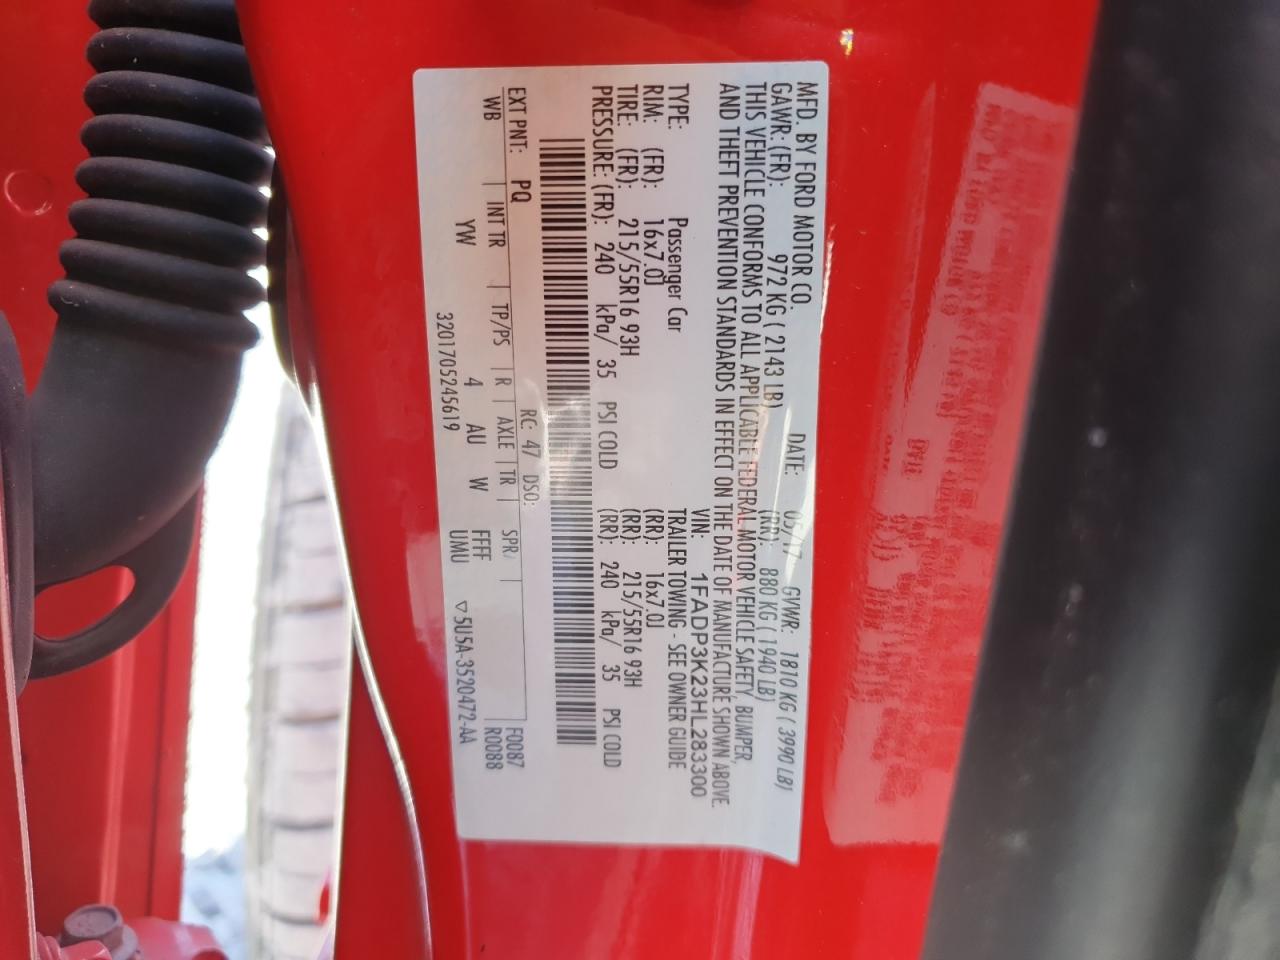 MFD. BY FORD MOTOR CO.
DATE: 05/17 GVWR: 1810 KG ( 3990 LB)
GAWR: (FR): 972 KG ( 2143 LB) (RR): 880 KG ( 1940 LB)
THIS VEHICLE CONFORMS TO ALL APPLICABLE FEDERAL MOTOR VEHICLE SAFETY, BUMPER,
AND THEFT PREVENTION STANDARDS IN EFFECT ON THE DATE OF MANUFACTURE SHOWN ABOVE.
VIN: 1FADP3K23HL283300
TYPE: Passenger Car TRAILER TOWING - SEE OWNER GUIDE
RIM: (FR): 16x7.0J (RR): 16x7.0J
TIRE: (FR): 215/55R16 93H (RR): 215/55R16 93H
PRESSURE: (FR): 240 kPa/ 35 PSI COLD (RR): 240 kPa/ 35 PSI COLD
EXT PNT: PQ RC: 47 DSO: F0087
WB INT TR TP/PS R AXLE TR SPR R0088
YW 4 AU W FFFF
UMU
3201705245619 ▽5U5A-3520472-AA